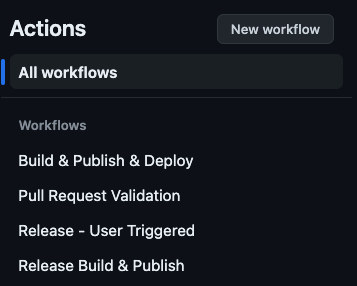 Actions
New workflow
All workflows
Workflows
Build & Publish & Deploy
Pull Request Validation
Release - User Triggered
Release Build & Publish